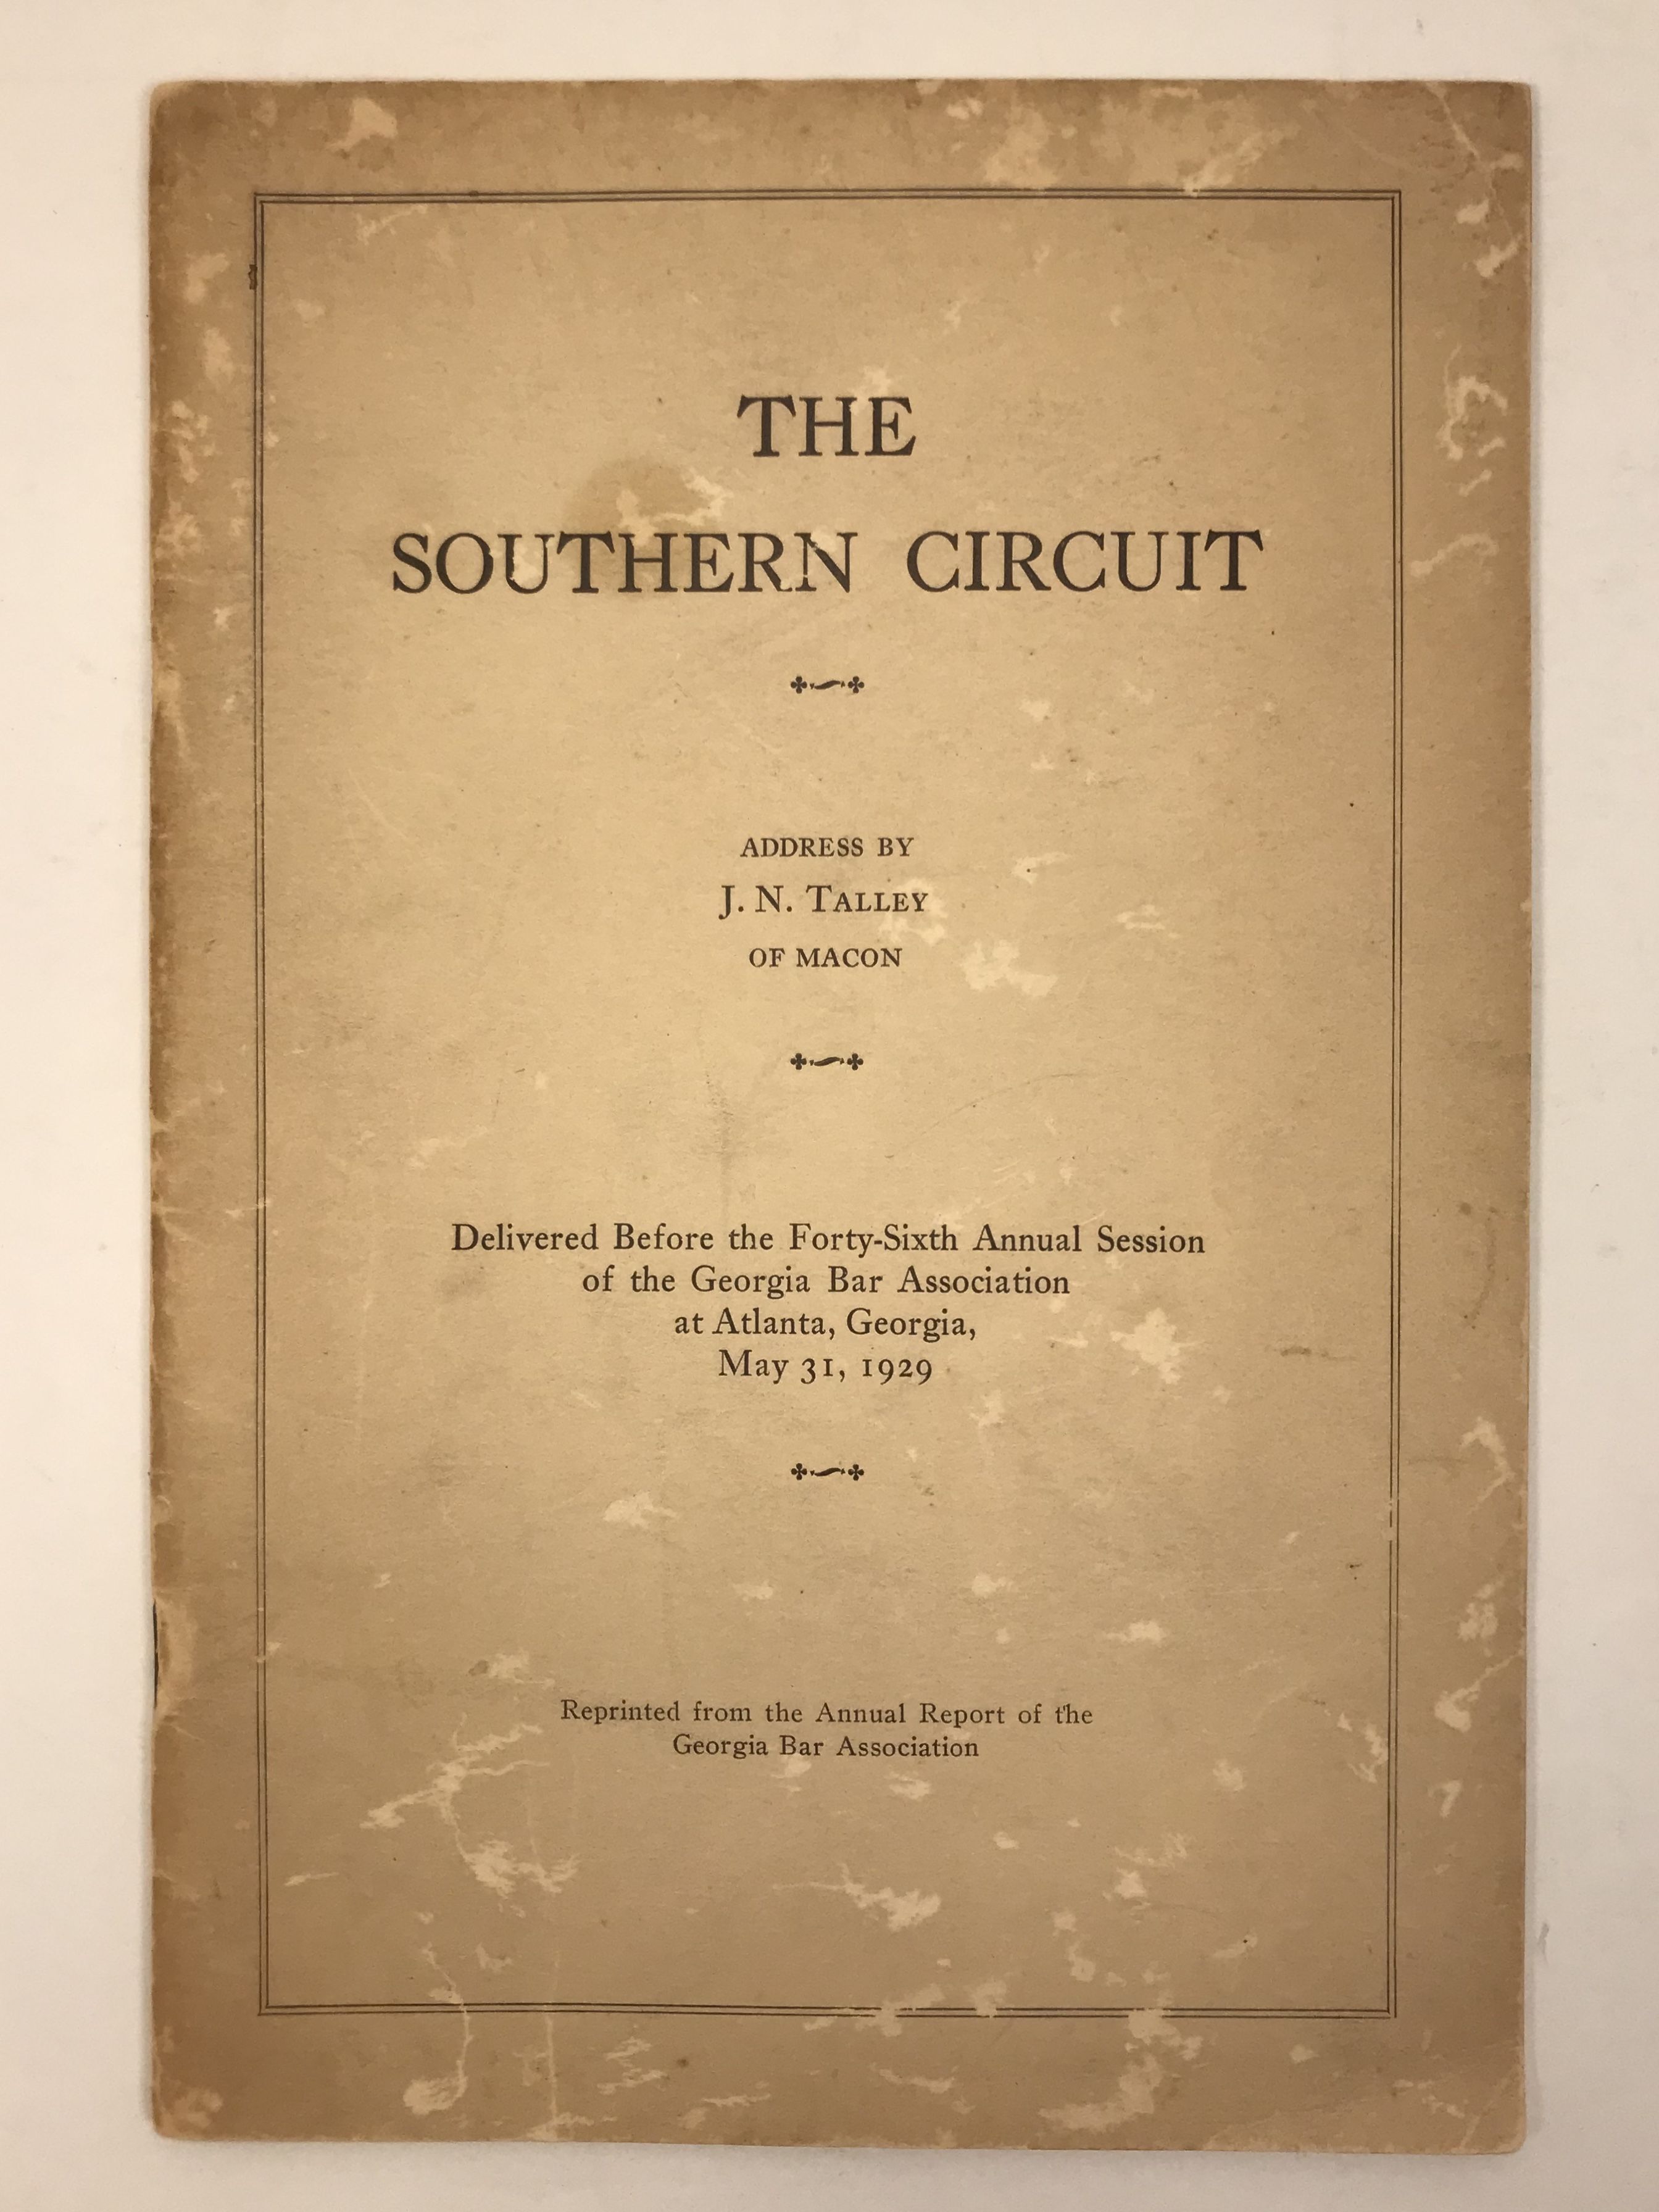 THE
SOUTHERN CIRCUIT
ADDRESS BY
J. N. TALLEY
OF MACON
Delivered Before the Forty-Sixth Annual Session
of the Georgia Bar Association
at Atlanta, Georgia,
May 31, 1929
Reprinted from the Annual Report of the
Georgia Bar Association